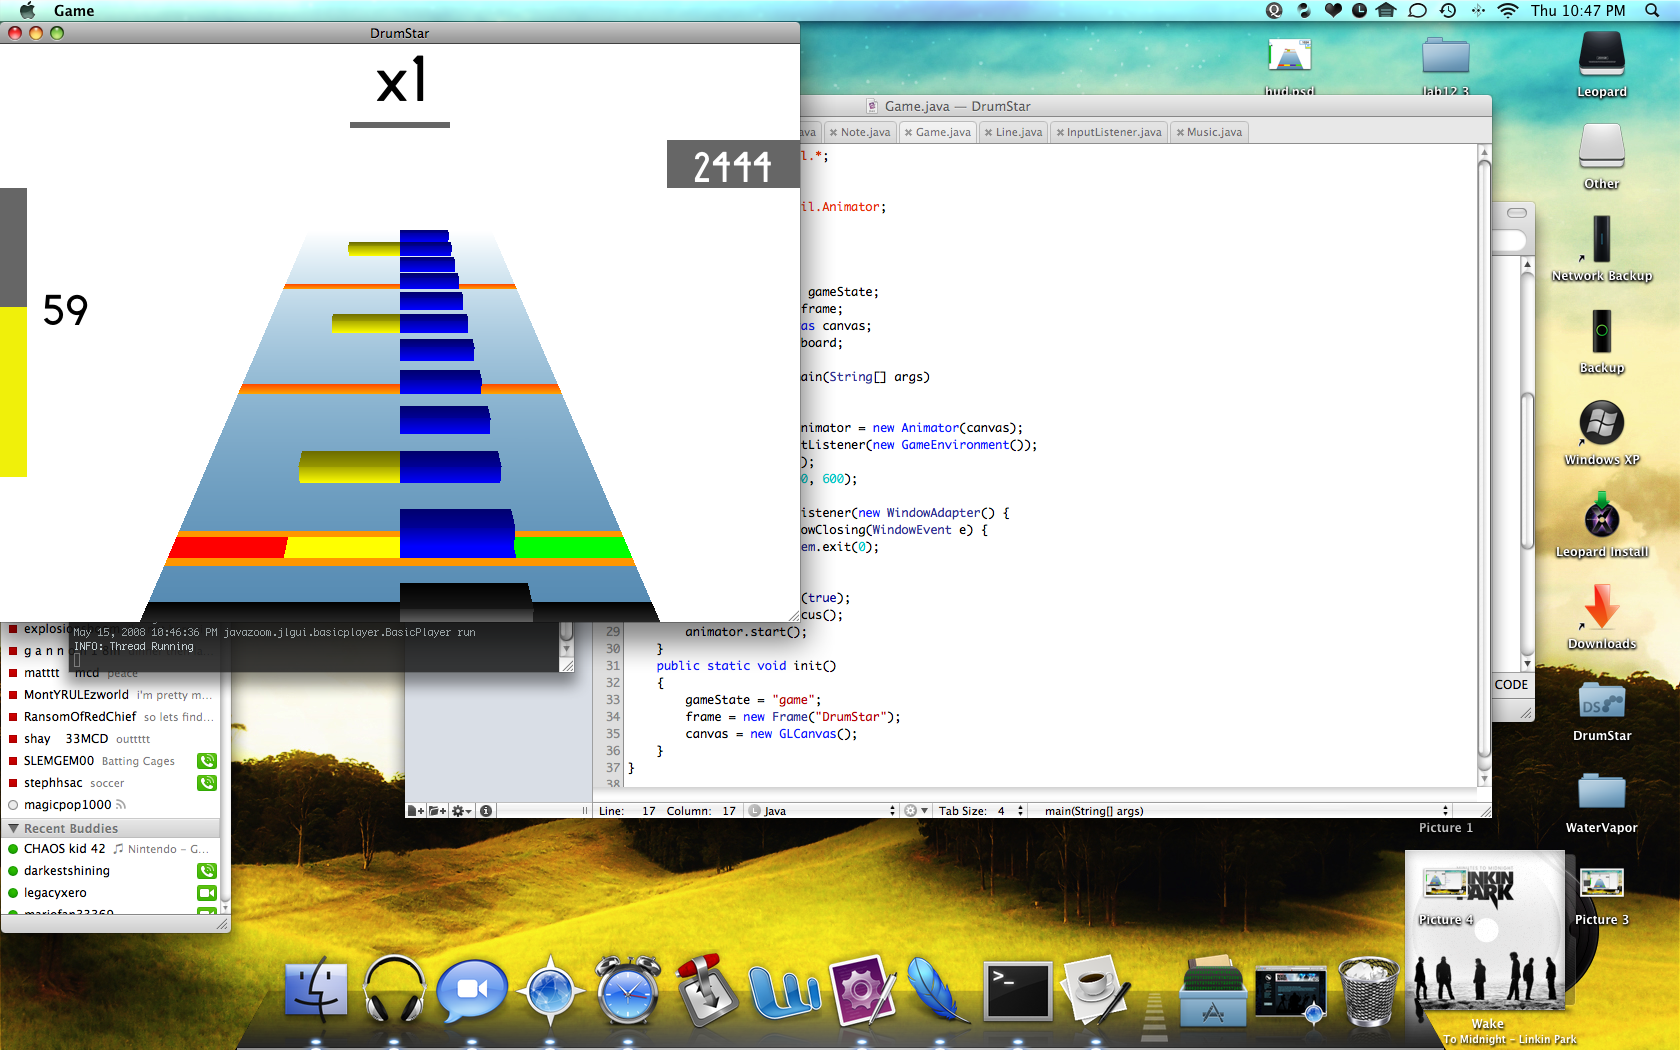 Game
Thu 10:47 PM
DrumStar
x1
2444
59
hud.psd
lab12 3
Leopard
Other
Network Backup
Backup
Windows XP
Leopard Install
Downloads
DS
DrumStar
WaterVapor
Picture 1
Picture 4
Picture 3
Game.java — DrumStar
ava
Note.java
Game.java
Line.java
InputListener.java
Music.java
l.*;
il.Animator;
gameState;
frame;
as canvas;
board;
ain(String[] args)
nimator = new Animator(canvas);
tListener(new GameEnvironment());
);
0, 600);
istener(new WindowAdapter() {
owClosing(WindowEvent e) {
em.exit(0);
(true);
cus();
29 animator.start();
30 }
31 public static void init()
32 {
33 gameState = "game";
34 frame = new Frame("DrumStar");
35 canvas = new GLCanvas();
36 }
37 }
38
Line: 17 Column: 17 Java Tab Size: 4 main(String[] args)
CODE
May 15, 2008 10:46:36 PM javazoom.jlgui.basicplayer.BasicPlayer run
INFO: Thread Running
explosi
matttt mcd peace
MontYRULEzworld i'm pretty m...
RansomOfRedChief so lets find...
shay 33MCD outtttt
SLEMGEM00 Batting Cages
stephhsac soccer
magicpop1000
Recent Buddies
CHAOS kid 42 Nintendo – G...
darkestshining
legacyxero
mariofan33369
LINKIN
PARK
Wake
To Midnight – Linkin Park